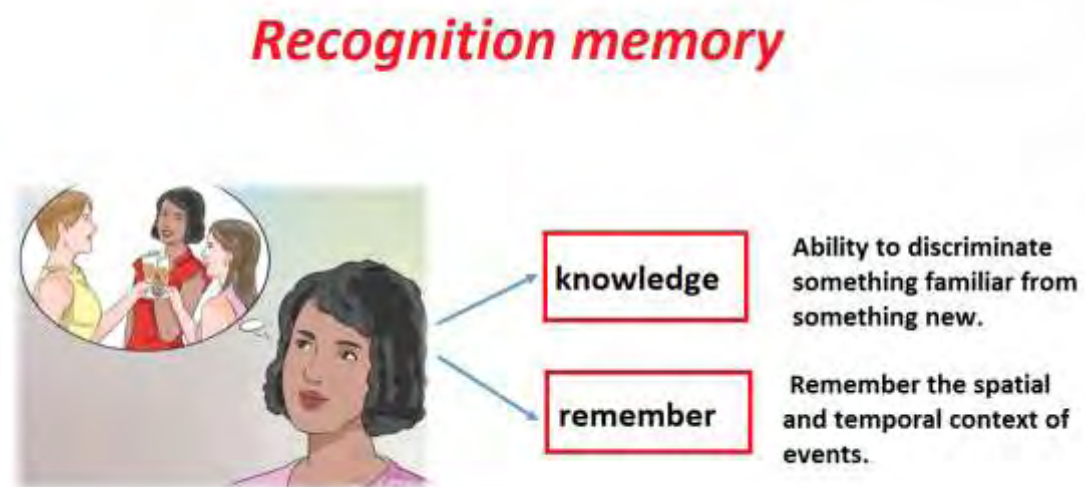 Recognition memory
knowledge
Ability to discriminate
something familiar from
something new.
remember
Remember the spatial
and temporal context of
events.